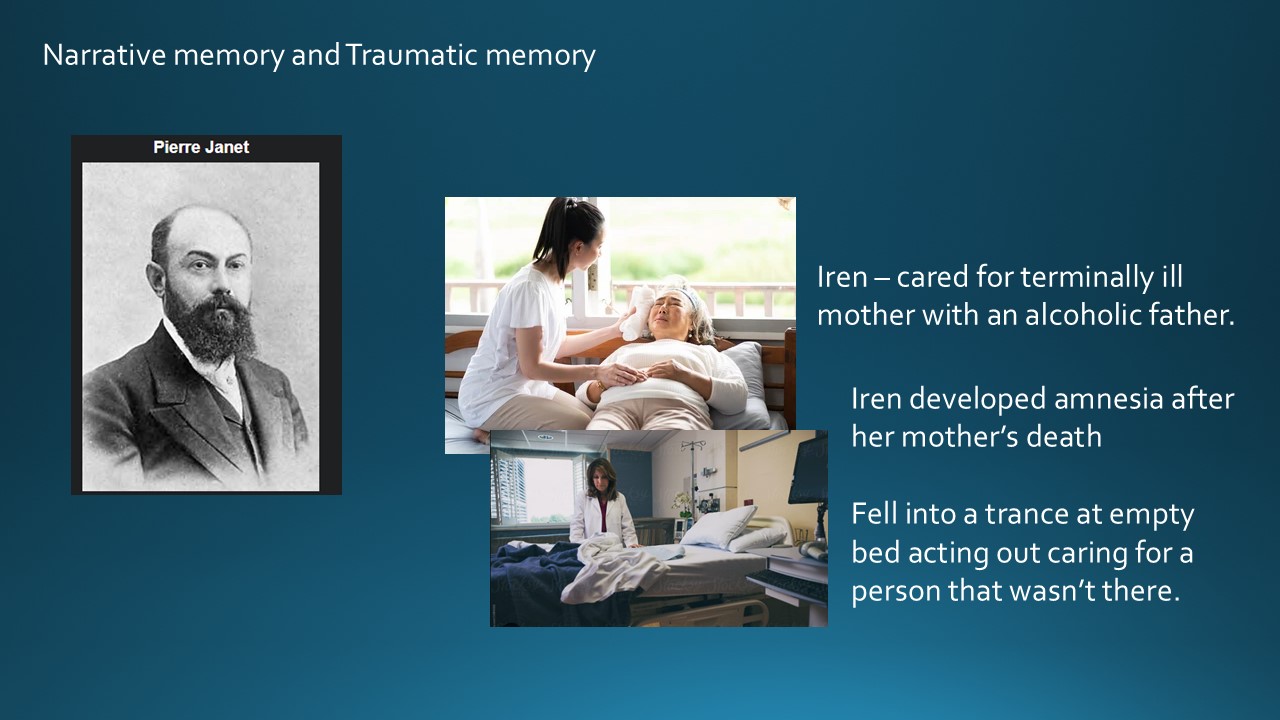 Narrative memory and Traumatic memory
Pierre Janet
Iren – cared for terminally ill
mother with an alcoholic father.
Iren developed amnesia after
her mother’s death
Fell into a trance at empty
bed acting out caring for a
person that wasn’t there.